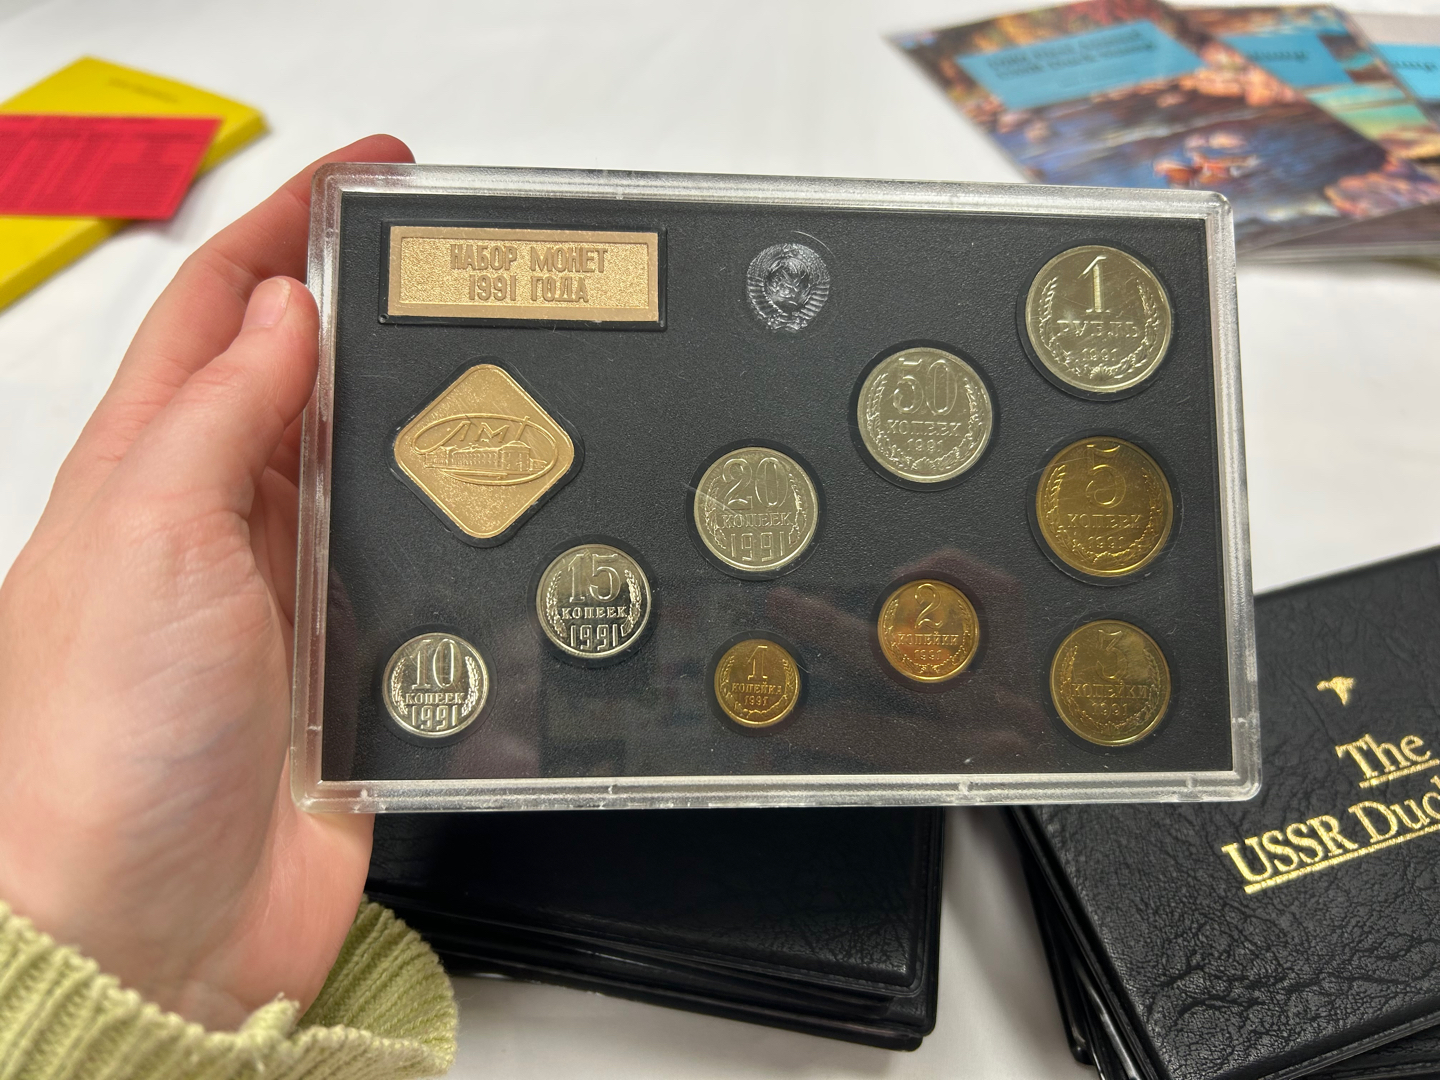 НАБОР МОНЕТ
1991 ГОДА
1
РУБЛЬ
1991
50
КОПЕЕК
1991
ЛМД
20
КОПЕЕК
1991
5
КОПЕЕК
1991
15
КОПЕЕК
1991
2
КОПЕЙКИ
1991
10
КОПЕЕК
1991
1
КОПЕЙКА
1991
3
КОПЕЙКИ
1991
The
USSR